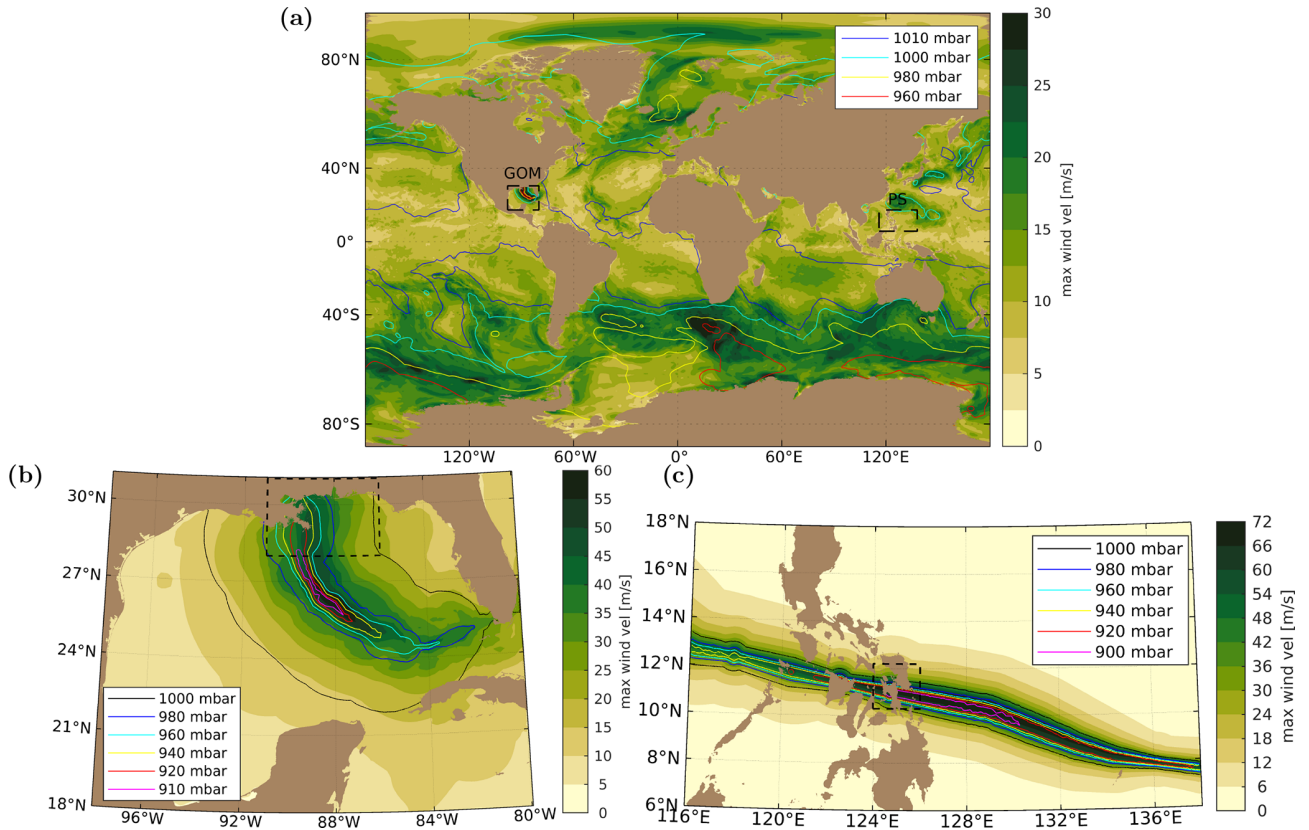 (a)
80°N
40°N
0°
40°S
80°S
120°W
60°W
0°
60°E
120°E
GOM
PS
1010 mbar
1000 mbar
980 mbar
960 mbar
30
25
20
15
10
5
0
max wind vel [m/s]
(b)
30°N
27°N
24°N
21°N
18°N
96°W
92°W
88°W
84°W
80°W
1000 mbar
980 mbar
960 mbar
940 mbar
920 mbar
910 mbar
60
55
50
45
40
35
30
25
20
15
10
5
0
max wind vel [m/s]
(c)
18°N
16°N
14°N
12°N
10°N
8°N
6°N
116°E
120°E
124°E
128°E
132°E
136°E
1000 mbar
980 mbar
960 mbar
940 mbar
920 mbar
900 mbar
72
66
60
54
48
42
36
30
24
18
12
6
0
max wind vel [m/s]